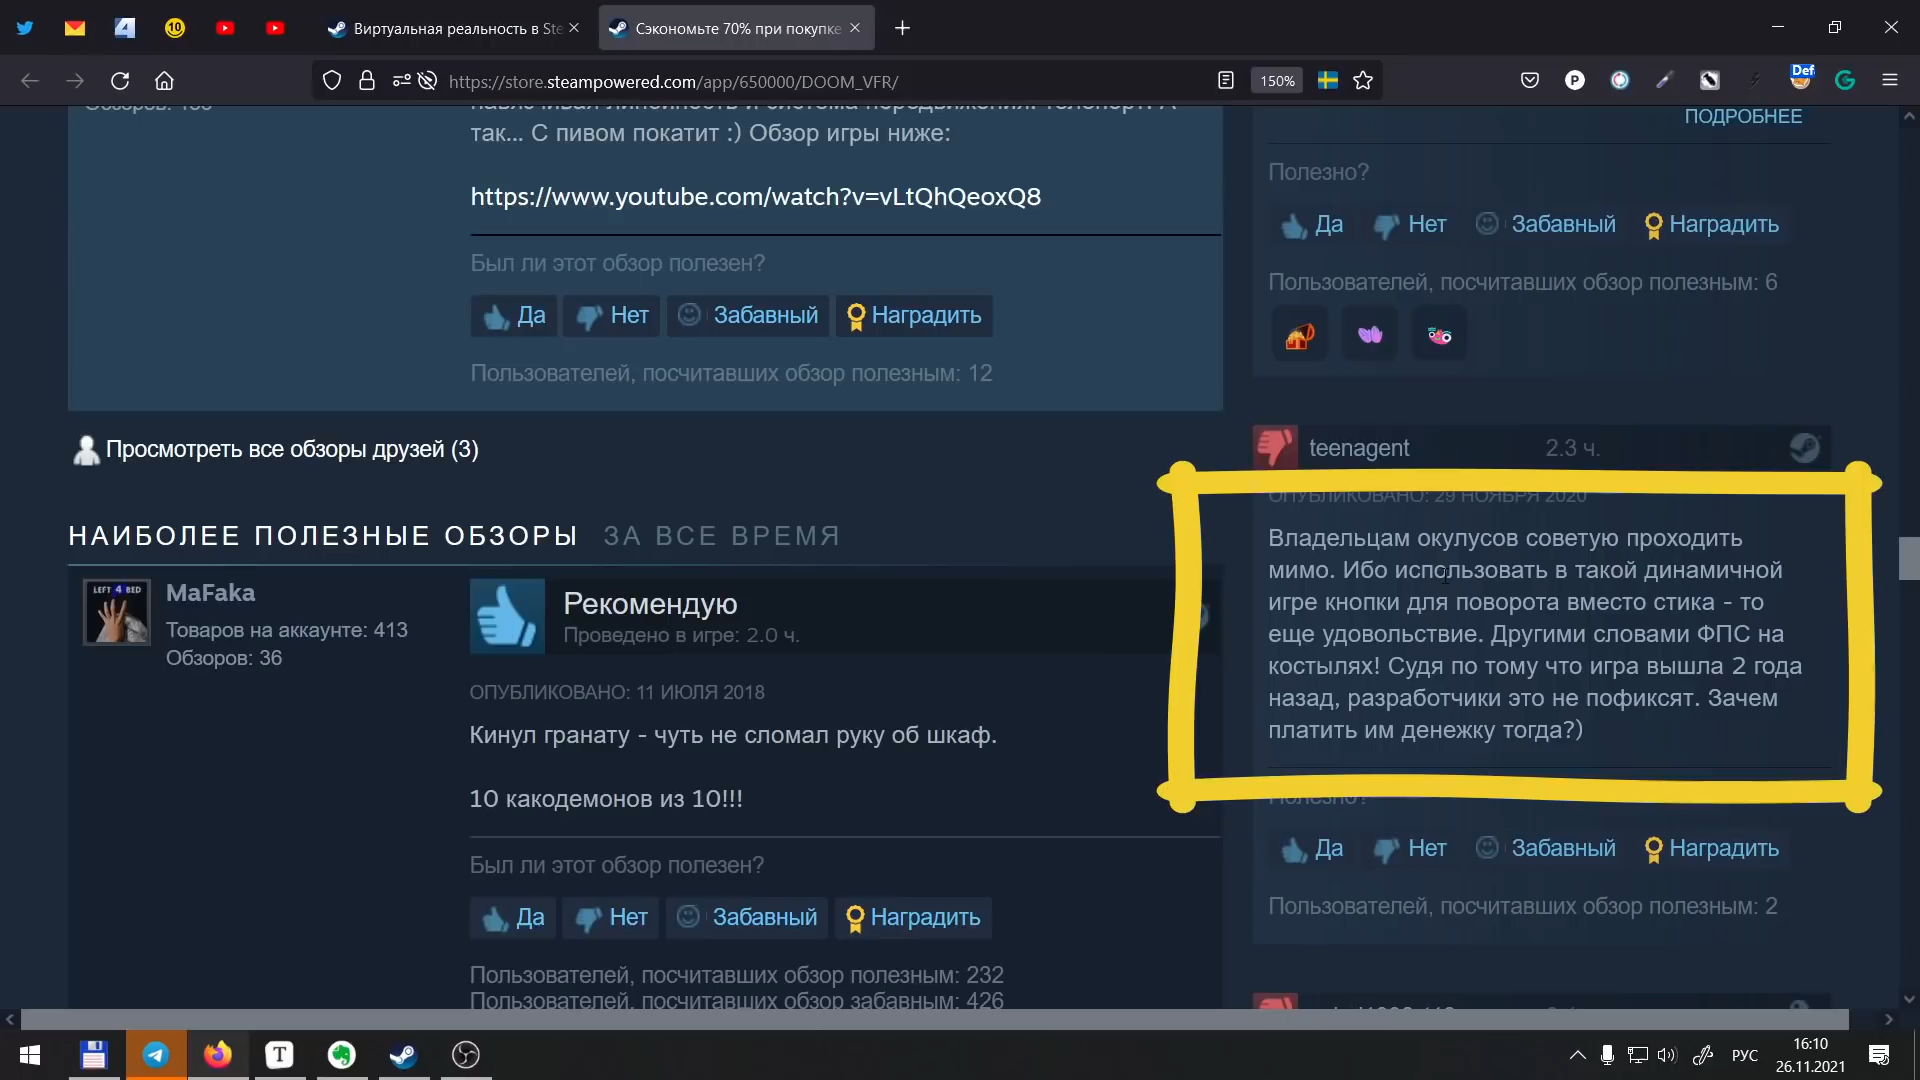 Виртуальная реальность в Ste
Сэкономьте 70% при покупке
https://store.steampowered.com/app/650000/DOOM_VFR/
150%
Def
так... С пивом покатит :) Обзор игры ниже:
https://www.youtube.com/watch?v=vLtQhQeoxQ8
Был ли этот обзор полезен?
Да Нет Забавный Наградить
Пользователей, посчитавших обзор полезным: 12
Просмотреть все обзоры друзей (3)
НАИБОЛЕЕ ПОЛЕЗНЫЕ ОБЗОРЫ ЗА ВСЕ ВРЕМЯ
LEFT 4 BED
MaFaka
Товаров на аккаунте: 413
Обзоров: 36
Рекомендую
Проведено в игре: 2.0 ч.
ОПУБЛИКОВАНО: 11 ИЮЛЯ 2018
Кинул гранату - чуть не сломал руку об шкаф.
10 какодемонов из 10!!!
Был ли этот обзор полезен?
Да Нет Забавный Наградить
Пользователей, посчитавших обзор полезным: 232
Пользователей, посчитавших обзор забавным: 426
ПОДРОБНЕЕ
Полезно?
Да Нет Забавный Наградить
Пользователей, посчитавших обзор полезным: 6
teenagent 2.3 ч.
ОПУБЛИКОВАНО: 29 НОЯБРЯ 2020
Владельцам окулусов советую проходить
мимо. Ибо использовать в такой динамичной
игре кнопки для поворота вместо стика - то
еще удовольствие. Другими словами ФПС на
костылях! Судя по тому что игра вышла 2 года
назад, разработчики это не пофиксят. Зачем
платить им денежку тогда?)
Полезно?
Да Нет Забавный Наградить
Пользователей, посчитавших обзор полезным: 2
РУС
16:10
26.11.2021